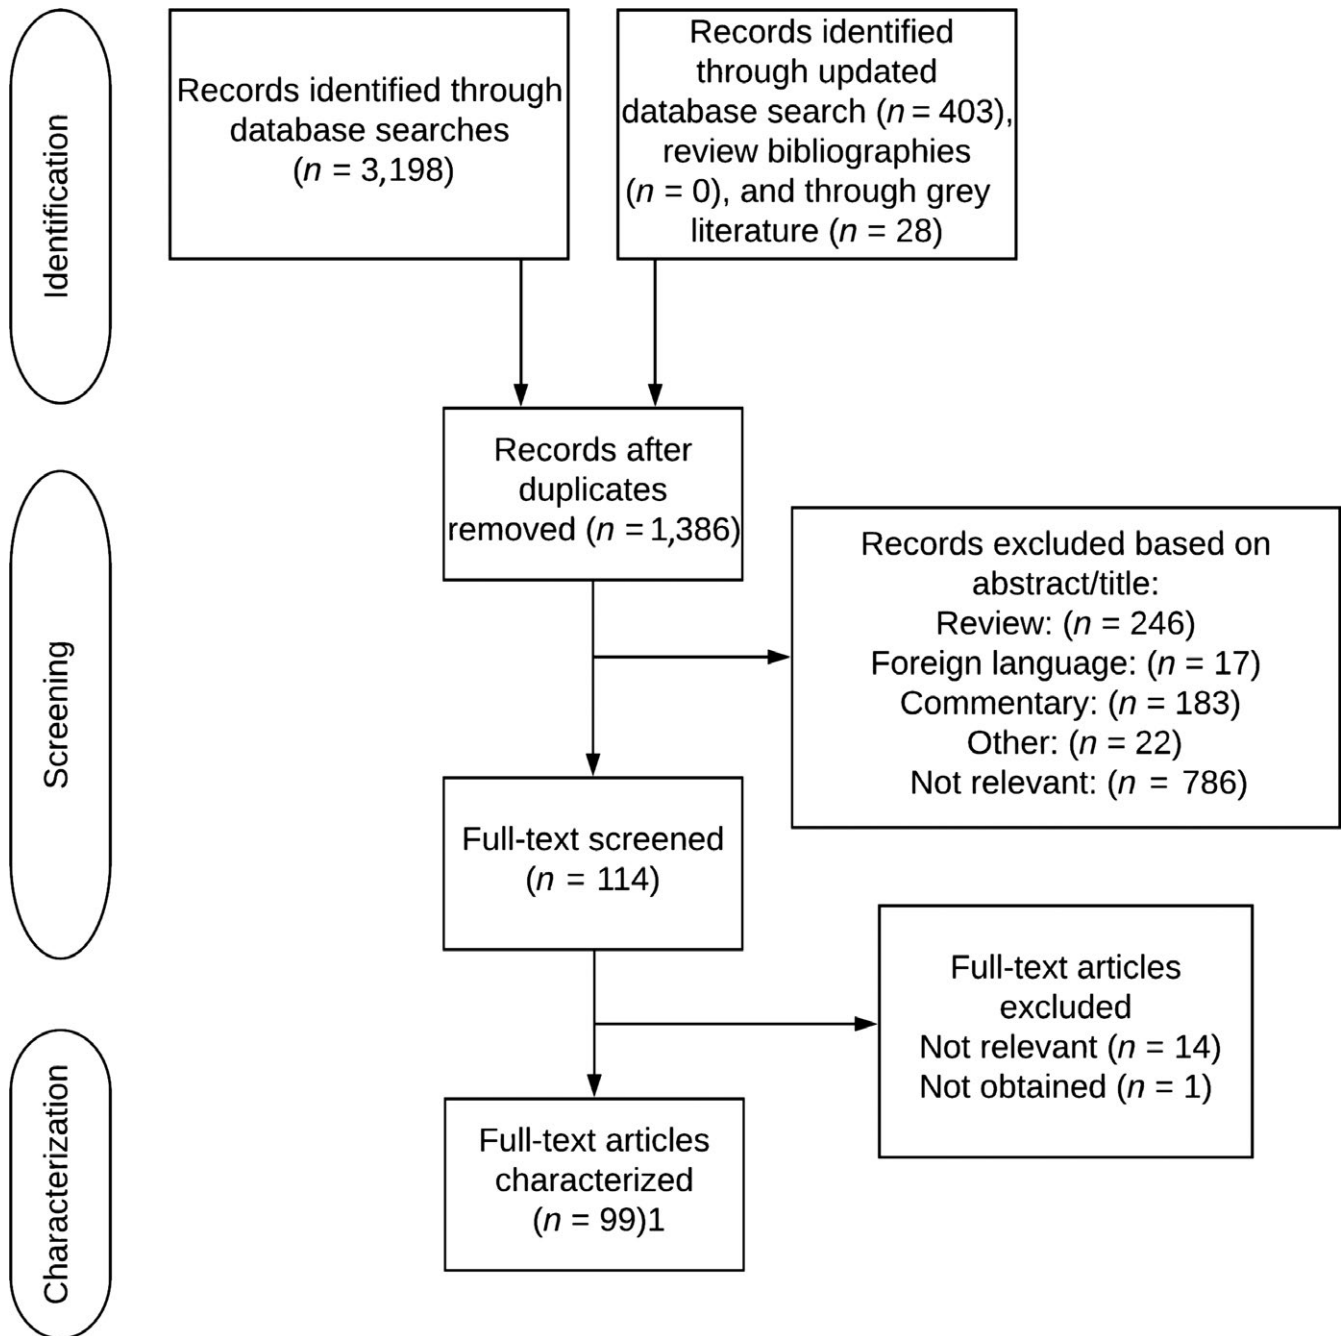 Identification
Records identified through
database searches
(n = 3,198)
Records identified
through updated
database search (n = 403),
review bibliographies
(n = 0), and through grey
literature (n = 28)
Screening
Records after
duplicates
removed (n = 1,386)
Records excluded based on
abstract/title:
Review: (n = 246)
Foreign language: (n = 17)
Commentary: (n = 183)
Other: (n = 22)
Not relevant: (n = 786)
Full-text screened
(n = 114)
Full-text articles
excluded
Not relevant (n = 14)
Not obtained (n = 1)
Characterization
Full-text articles
characterized
(n = 99)1